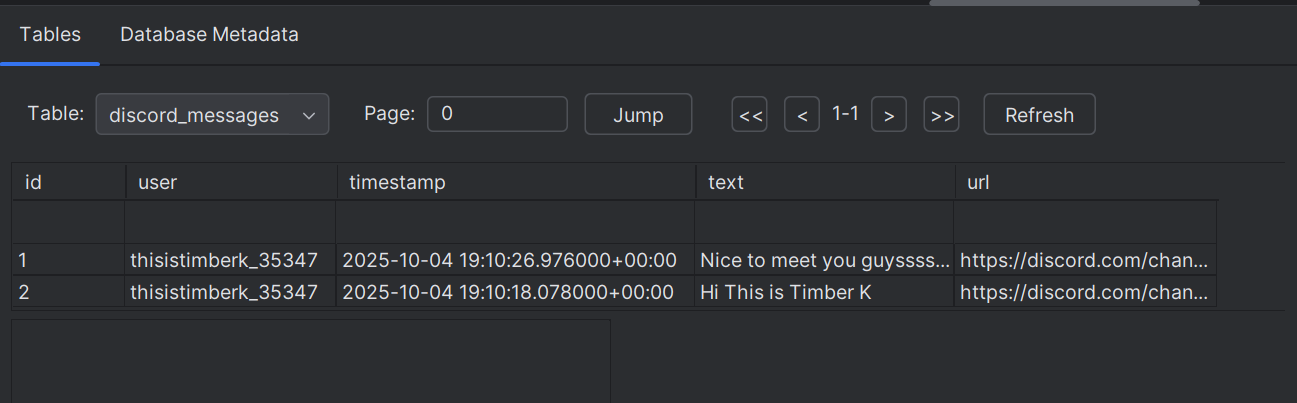 Tables Database Metadata
Table: discord_messages Page: 0 Jump << < 1-1 > >> Refresh
id user timestamp text url
1 thisistimberk_35347 2025-10-04 19:10:26.976000+00:00 Nice to meet you guyssss... https://discord.com/chan...
2 thisistimberk_35347 2025-10-04 19:10:18.078000+00:00 Hi This is Timber K https://discord.com/chan...